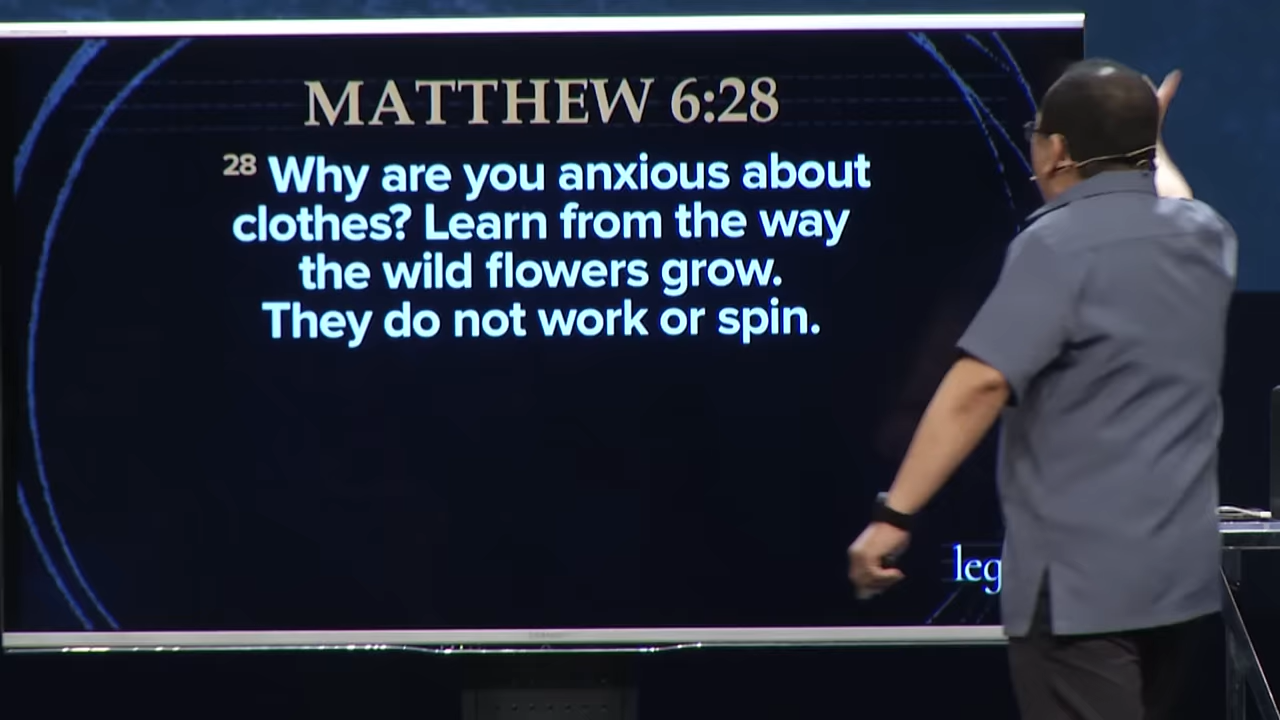 MATTHEW 6:28
28 Why are you anxious about
clothes? Learn from the way
the wild flowers grow.
They do not work or spin.
leg